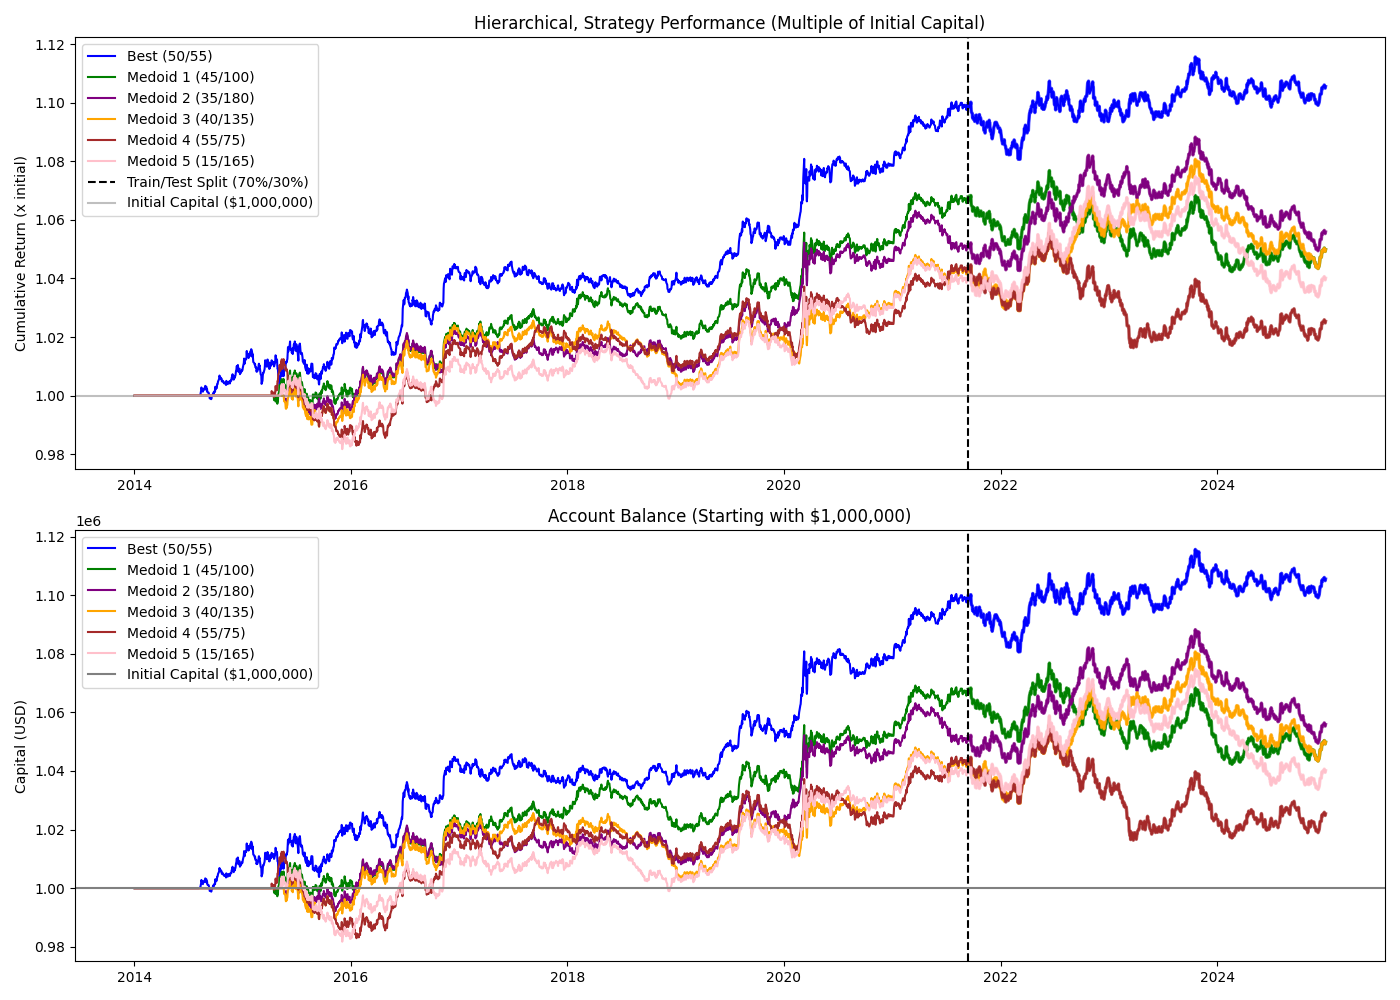 Hierarchical, Strategy Performance (Multiple of Initial Capital)
Cumulative Return (x initial)
1.12
1.10
1.08
1.06
1.04
1.02
1.00
0.98
Best (50/55)
Medoid 1 (45/100)
Medoid 2 (35/180)
Medoid 3 (40/135)
Medoid 4 (55/75)
Medoid 5 (15/165)
Train/Test Split (70%/30%)
Initial Capital ($1,000,000)
2014 2016 2018 2020 2022 2024
Account Balance (Starting with $1,000,000)
1e6
Capital (USD)
1.12
1.10
1.08
1.06
1.04
1.02
1.00
0.98
Best (50/55)
Medoid 1 (45/100)
Medoid 2 (35/180)
Medoid 3 (40/135)
Medoid 4 (55/75)
Medoid 5 (15/165)
Initial Capital ($1,000,000)
2014 2016 2018 2020 2022 2024